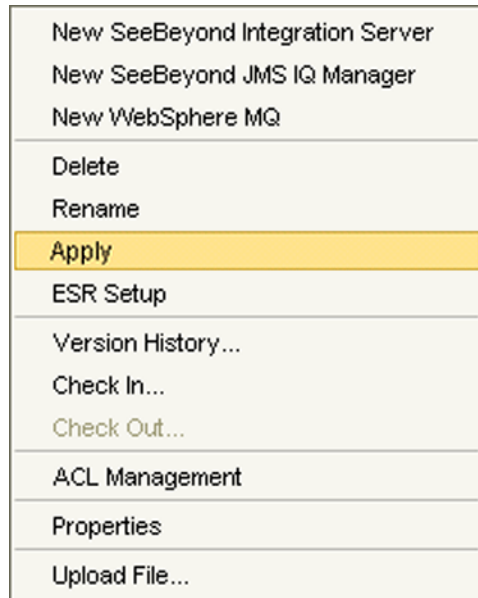 New SeeBeyond Integration Server
New SeeBeyond JMS IQ Manager
New WebSphere MQ
Delete
Rename
Apply
ESR Setup
Version History...
Check In...
Check Out...
ACL Management
Properties
Upload File...